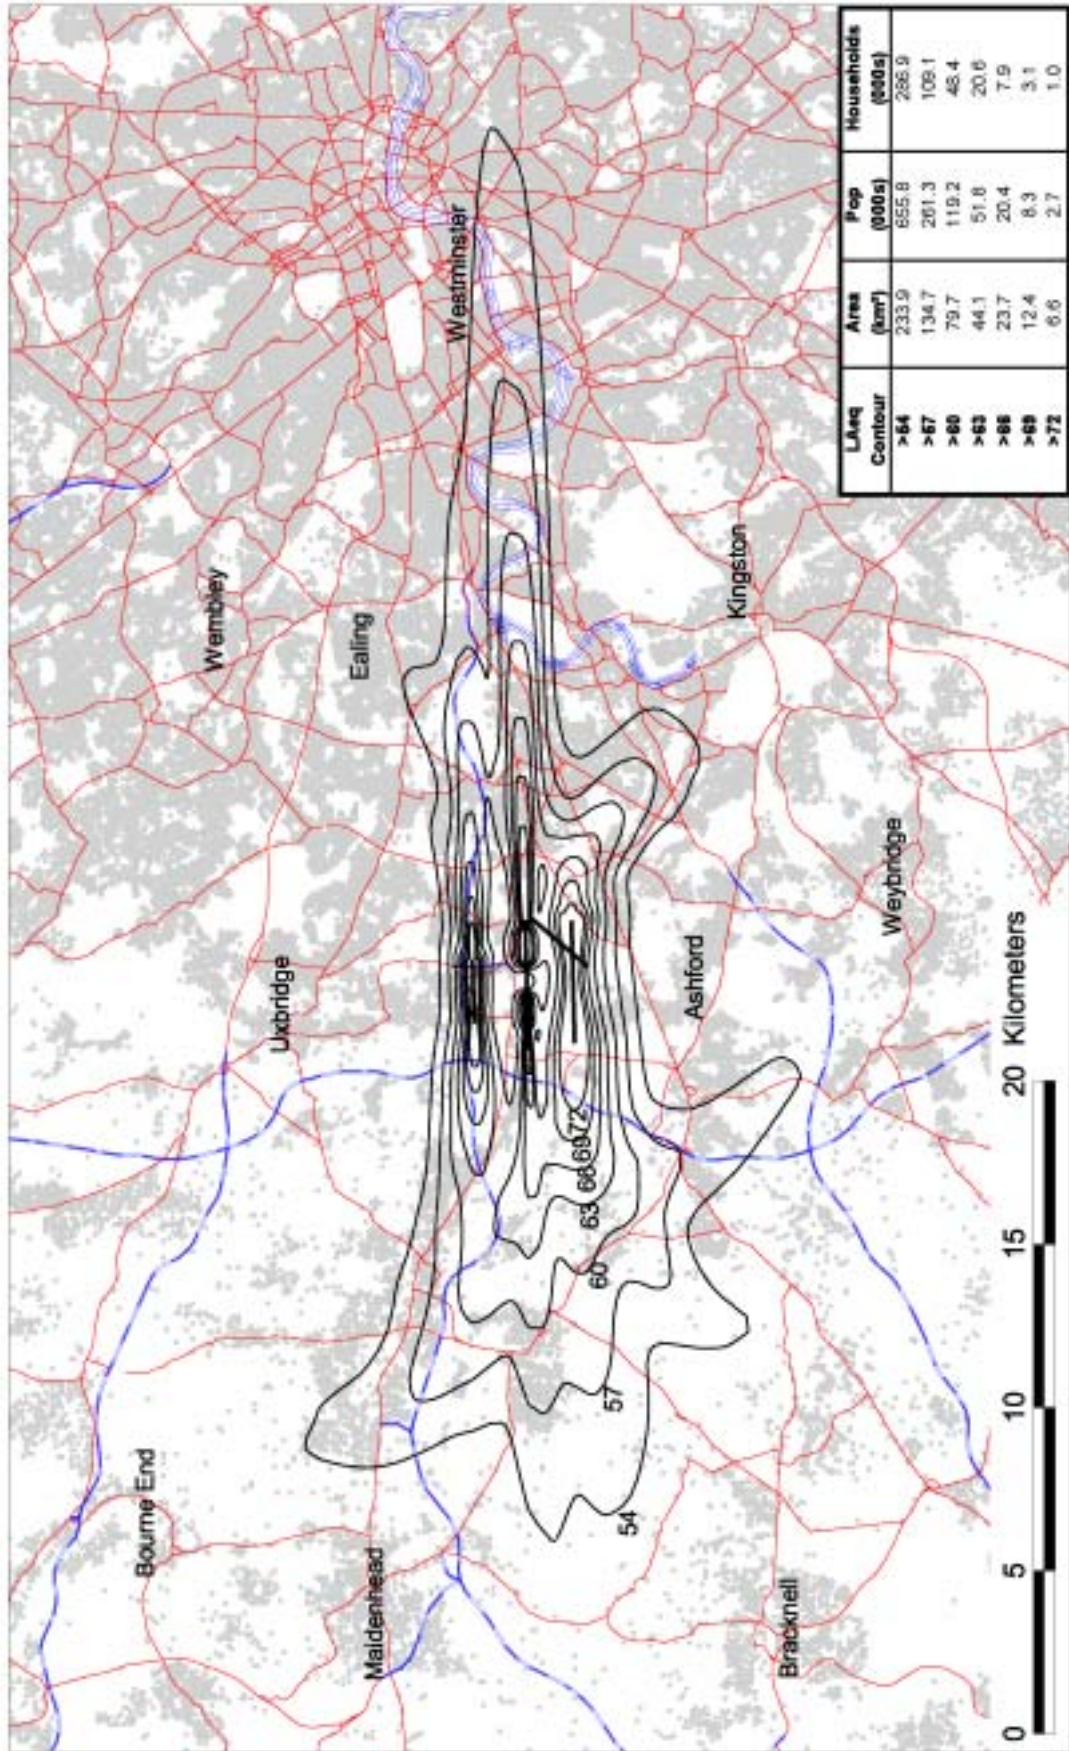 Bourne End
Maidenhead
Bracknell
Uxbridge
Ashford
Weybridge
Wembley
Ealing
Kingston
Westminster
54
57
60
63
66
69
72
0 5 10 15 20 Kilometers
LAeq Area Pop Households
Contour (km²) (000s) (000s)
>54 233.9 655.8 286.9
>57 134.7 261.3 109.1
>60 79.7 119.2 48.4
>63 44.1 51.8 20.6
>66 23.7 20.4 7.9
>69 12.4 8.3 3.1
>72 6.6 2.7 1.0